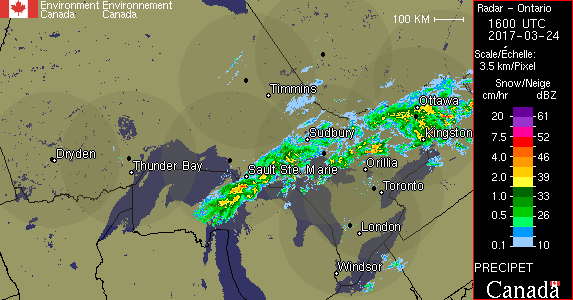 Environment Environnement
Canada Canada
100 KM
Radar - Ontario
1600 UTC
2017-03-24
Scale/Échelle:
3.5 km/Pixel
Snow/Neige
cm/hr dBZ
20 61
7.5 52
4.0 46
2.0 39
1.0 33
0.5 26
0.1 10
PRECIPET
Canada
Timmins
Ottawa
Sudbury
Kingston
Dryden
Thunder Bay
Orillia
Sault Ste. Marie
Toronto
London
Windsor